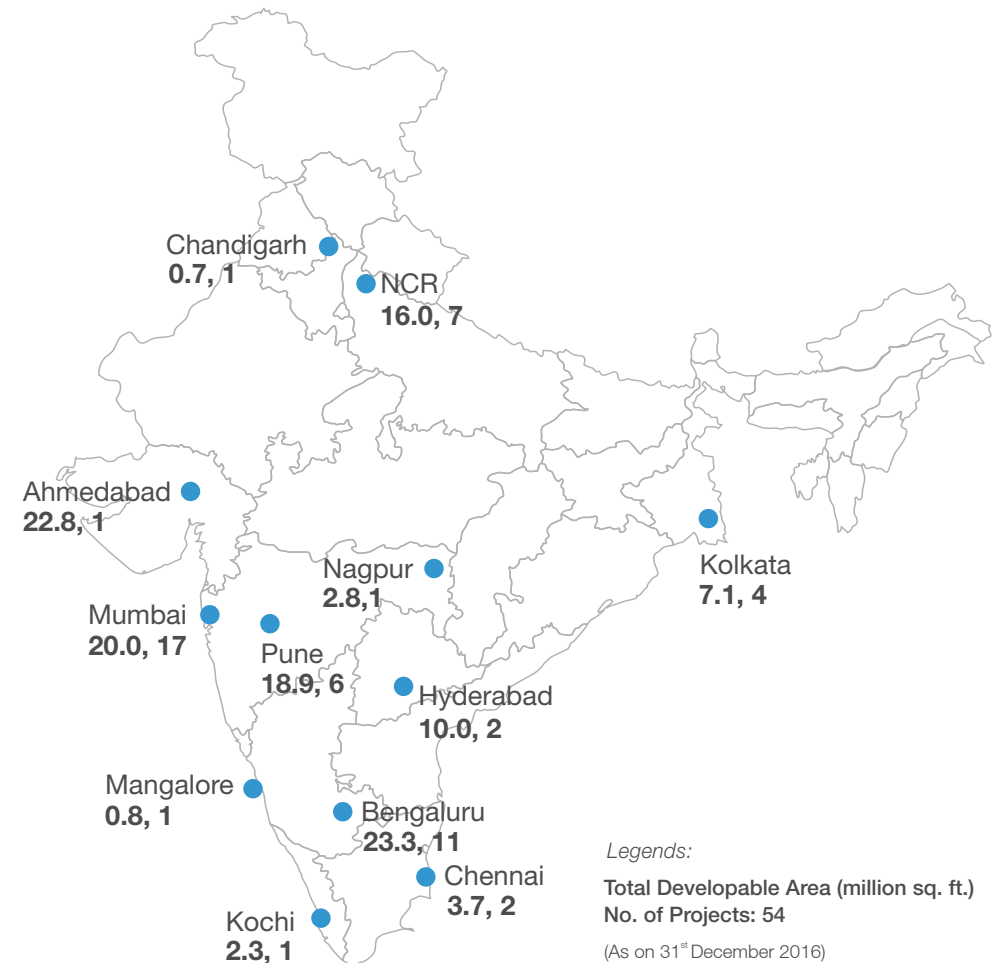 Chandigarh
0.7, 1
NCR
16.0, 7
Ahmedabad
22.8, 1
Nagpur
2.8,1
Kolkata
7.1, 4
Mumbai
20.0, 17
Pune
18.9, 6
Hyderabad
10.0, 2
Mangalore
0.8, 1
Bengaluru
23.3, 11
Chennai
3.7, 2
Kochi
2.3, 1
Legends:
Total Developable Area (million sq. ft.)
No. of Projects: 54
(As on 31st December 2016)